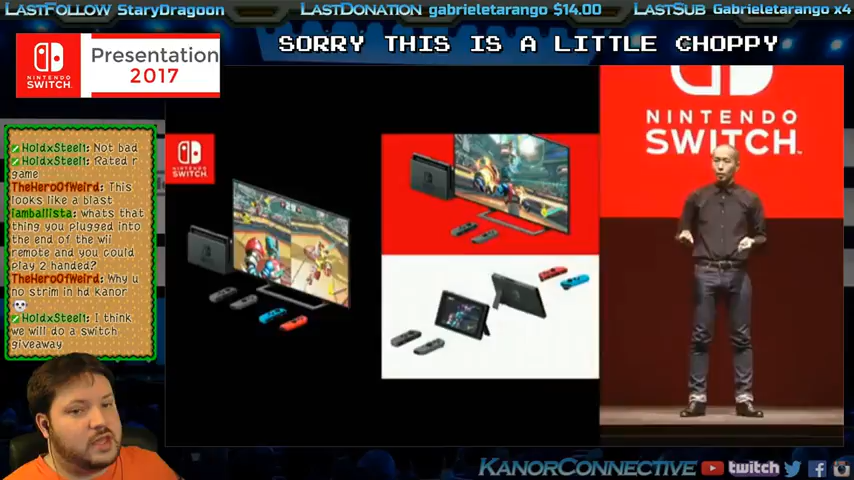 LASTFOLLOW STARYDRAGOON
LASTDONATION gabrieletarango $14.00
LASTSUB Gabrieletarango x4
SORRY THIS IS A LITTLE CHOPPY
NINTENDO
SWITCH
Presentation
2017
NINTENDO
SWITCH
NINTENDO
SWITCH™
HoldxSteel1: Not bad
HoldxSteel1: Rated r
game
TheHeroOfWeird: This
looks like a blast
Iamballista: whats that
thing you plugged into
the end of the wii
remote and you could
play 2 handed?
TheHeroOfWeird: Why u
no strim in hd Kanor
HoldxSteel1: I think
we will do a switch
giveaway
KANORCONNECTIVE
twitch